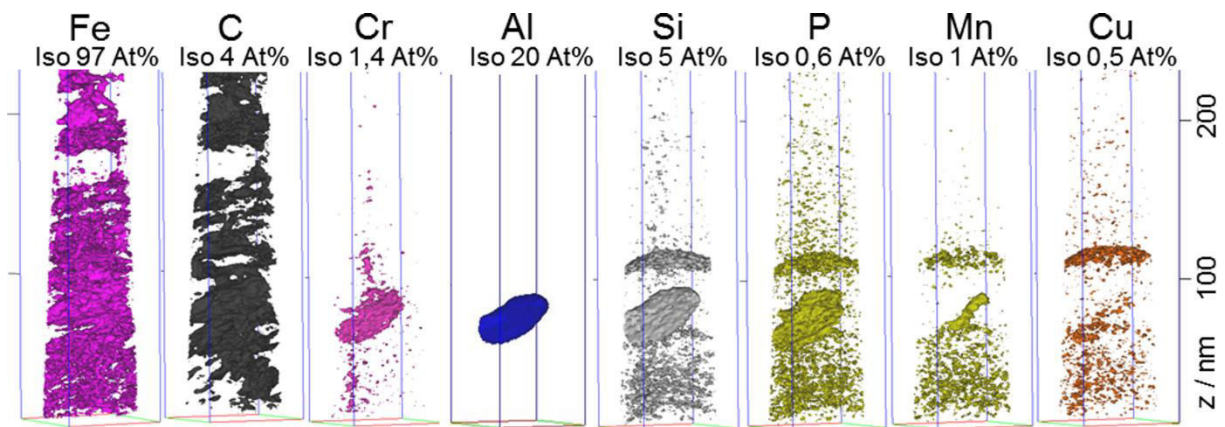 Fe C Cr Al Si P Mn Cu
Iso 97 At% Iso 4 At% Iso 1,4 At% Iso 20 At% Iso 5 At% Iso 0,6 At% Iso 1 At% Iso 0,5 At%
200
100
z / nm